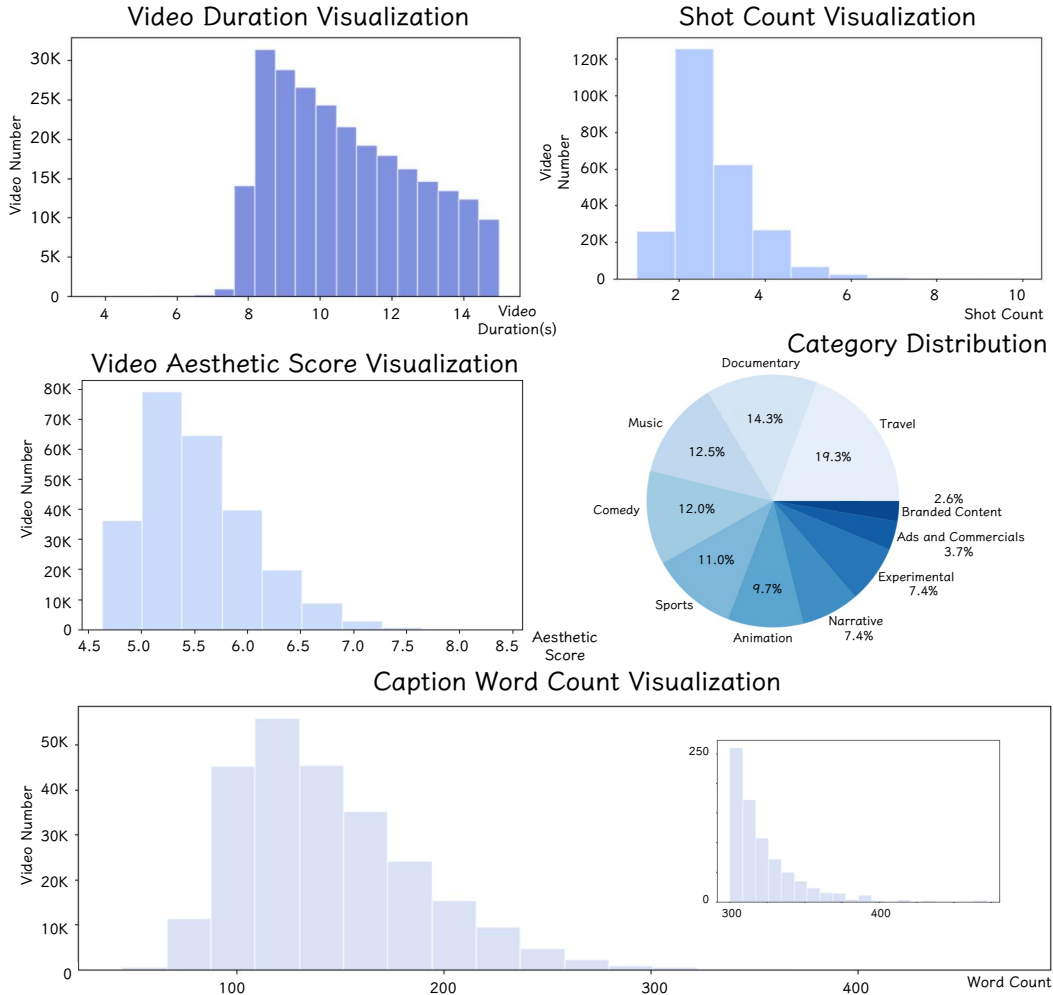 Video Duration Visualization
30K
25K
20K
15K
10K
5K
0
Video Number
4 6 8 10 12 14
Video
Duration(s)
Shot Count Visualization
120K
100K
80K
60K
40K
20K
0
Video
Number
2 4 6 8 10
Shot Count
Video Aesthetic Score Visualization
80K
70K
60K
50K
40K
30K
20K
10K
0
Video Number
4.5 5.0 5.5 6.0 6.5 7.0 7.5 8.0 8.5
Aesthetic
Score
Category Distribution
Documentary
14.3%
Travel
19.3%
Music
12.5%
Comedy
12.0%
Sports
11.0%
Animation
9.7%
Narrative
7.4%
Experimental
7.4%
Ads and Commercials
3.7%
2.6%
Branded Content
Caption Word Count Visualization
50K
40K
30K
20K
10K
0
Video Number
100 200 300 400
Word Count
250
0
300 400